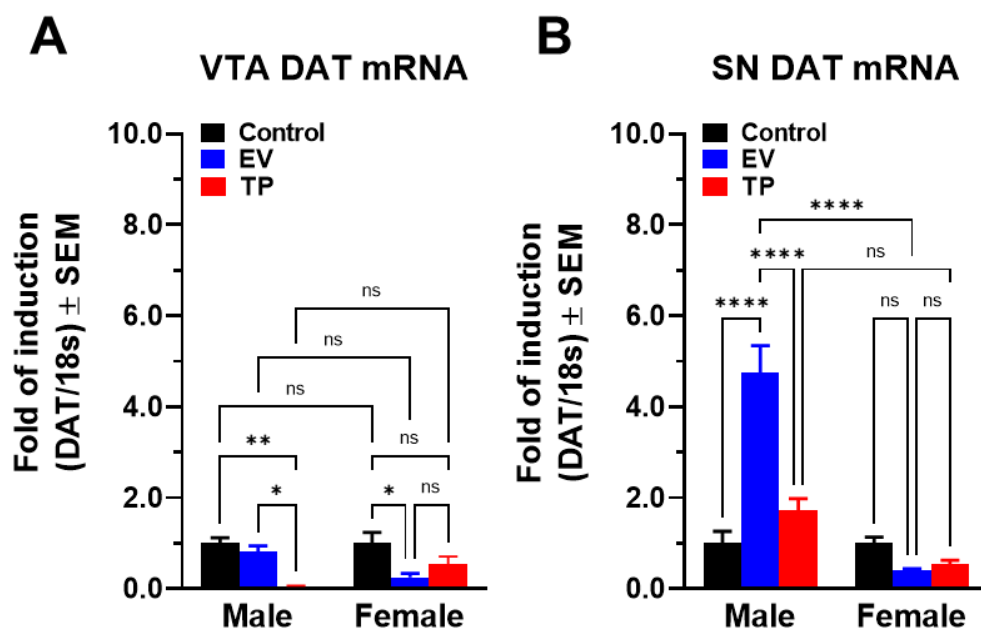 A
VTA DAT mRNA
Fold of induction
(DAT/18s) ± SEM
10.0
8.0
6.0
4.0
2.0
0.0
Control
EV
TP
ns
ns
ns
**
*
ns
*
ns
Male Female
B
SN DAT mRNA
Fold of induction
(DAT/18s) ± SEM
10.0
8.0
6.0
4.0
2.0
0.0
Control
EV
TP
****
****
ns
****
ns
ns
Male Female